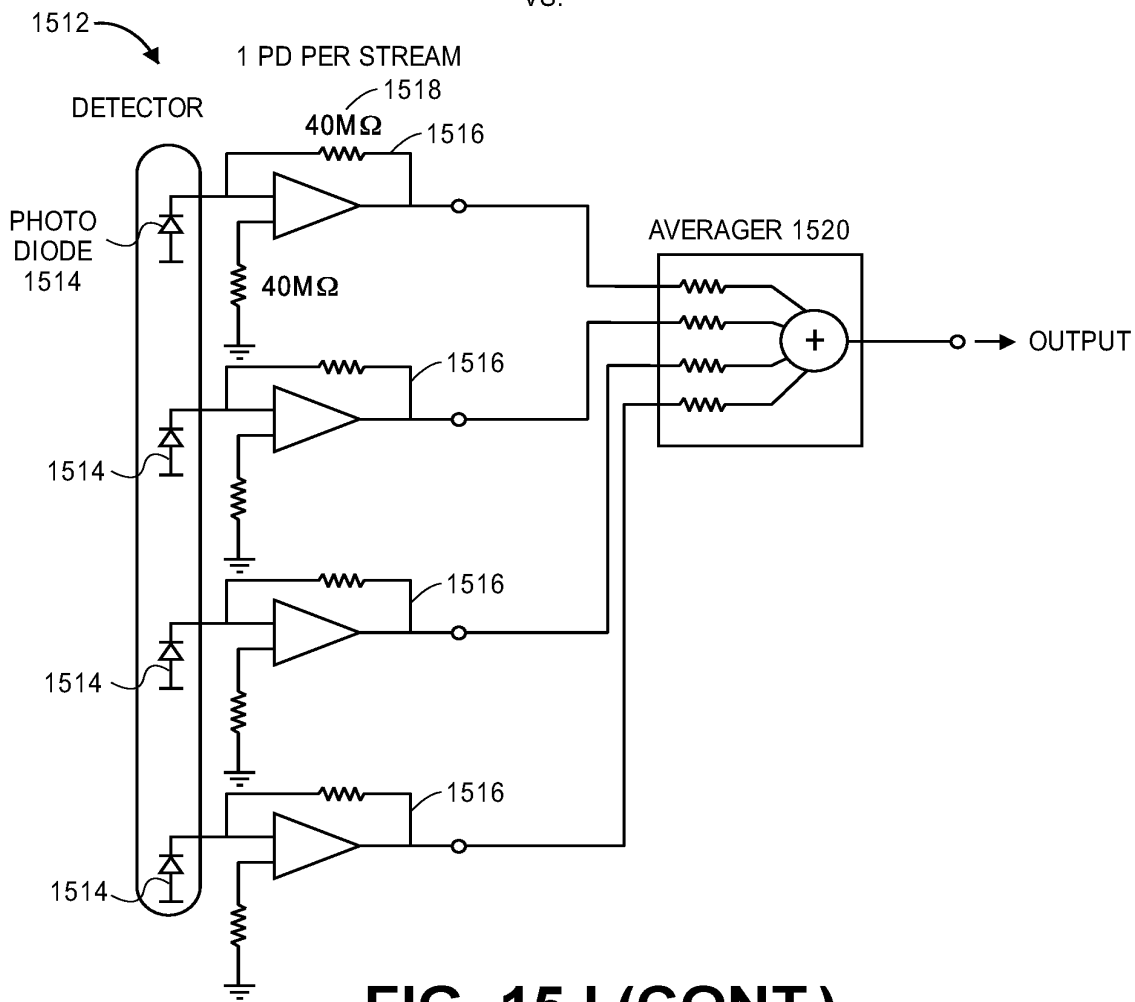 VS.
1512
1 PD PER STREAM
1518
DETECTOR
40MΩ
1516
PHOTO
DIODE
1514
AVERAGER 1520
40MΩ
+
OUTPUT
1516
1514
1516
1514
1516
1514
FIG. 15J (CONT.)